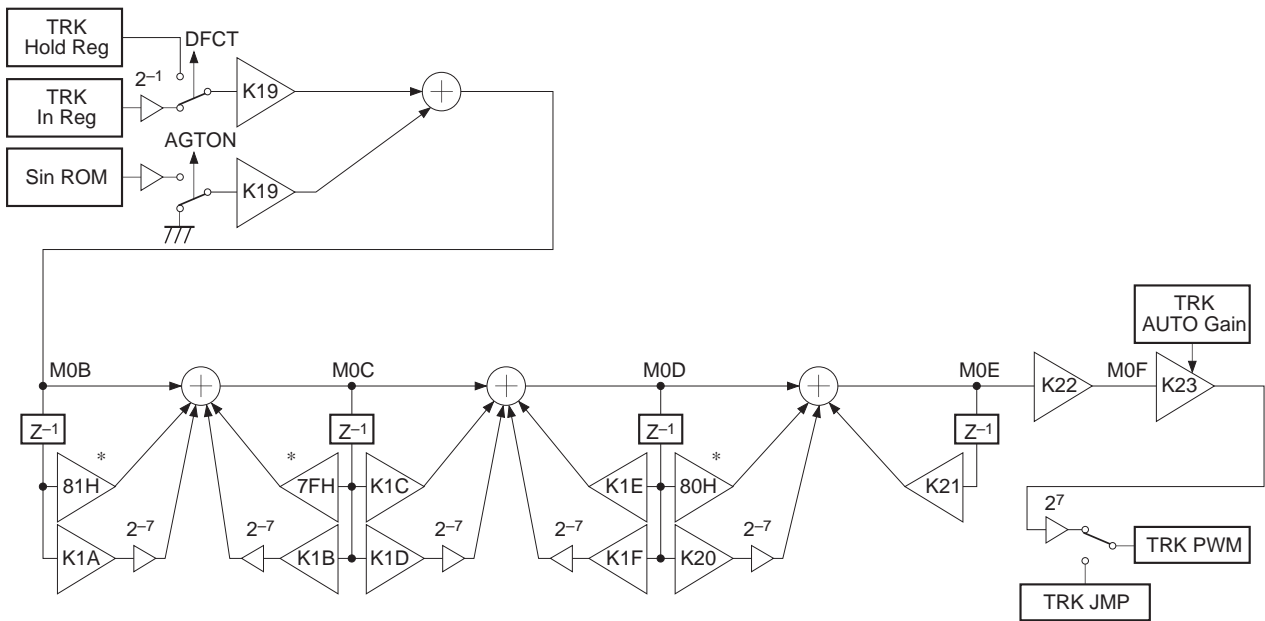 TRK
Hold Reg
DFCT
2–1
K19
TRK
In Reg
AGTON
Sin ROM
K19
TRK
AUTO Gain
M0B
M0C
M0D
M0E
K22
M0F
K23
Z–1
Z–1
Z–1
Z–1
*
*
*
81H
7FH
K1C
K1E
80H
K21
2–7
2–7
2–7
2–7
2–7
K1A
K1B
K1D
K1F
K20
27
TRK PWM
TRK JMP